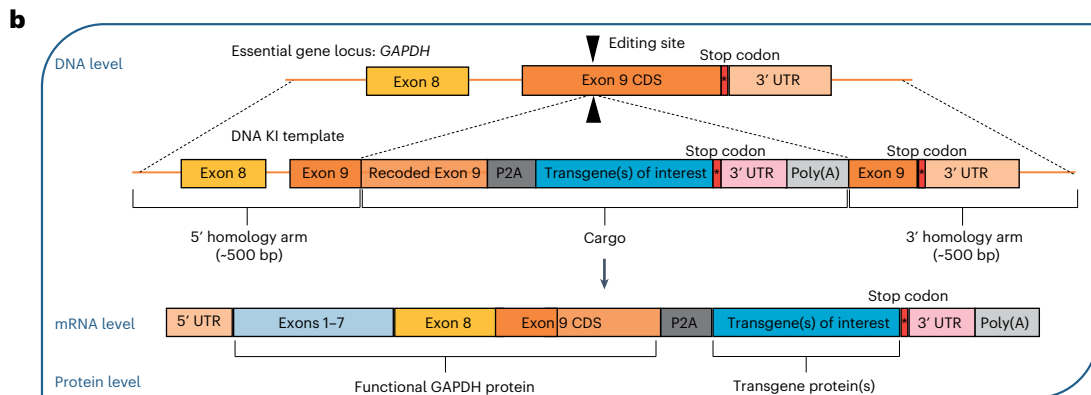 b
DNA level
Essential gene locus: GAPDH
Editing site
Stop codon
Exon 8
Exon 9 CDS
*
3′ UTR
DNA KI template
Stop codon
Stop codon
Exon 8
Exon 9
Recoded Exon 9
P2A
Transgene(s) of interest
*
3′ UTR
Poly(A)
Exon 9
*
3′ UTR
5′ homology arm
(~500 bp)
Cargo
3′ homology arm
(~500 bp)
Stop codon
mRNA level
5′ UTR
Exons 1–7
Exon 8
Exon 9 CDS
P2A
Transgene(s) of interest
*
3′ UTR
Poly(A)
Protein level
Functional GAPDH protein
Transgene protein(s)